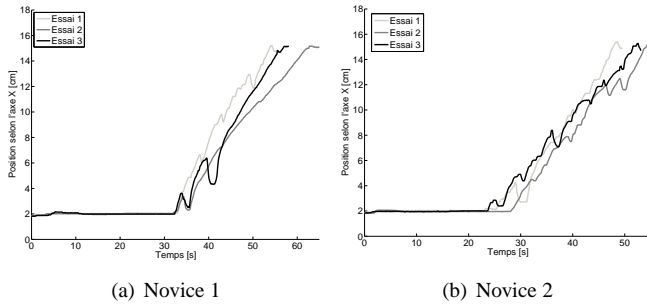 Essai 1
Essai 2
Essai 3
Position selon l'axe X [cm]
18
16
14
12
10
8
6
4
2
0
0 10 20 30 40 50 60
Temps [s]
(a) Novice 1
Essai 1
Essai 2
Essai 3
Position selon l'axe X [cm]
18
16
14
12
10
8
6
4
2
0
0 10 20 30 40 50
Temps [s]
(b) Novice 2